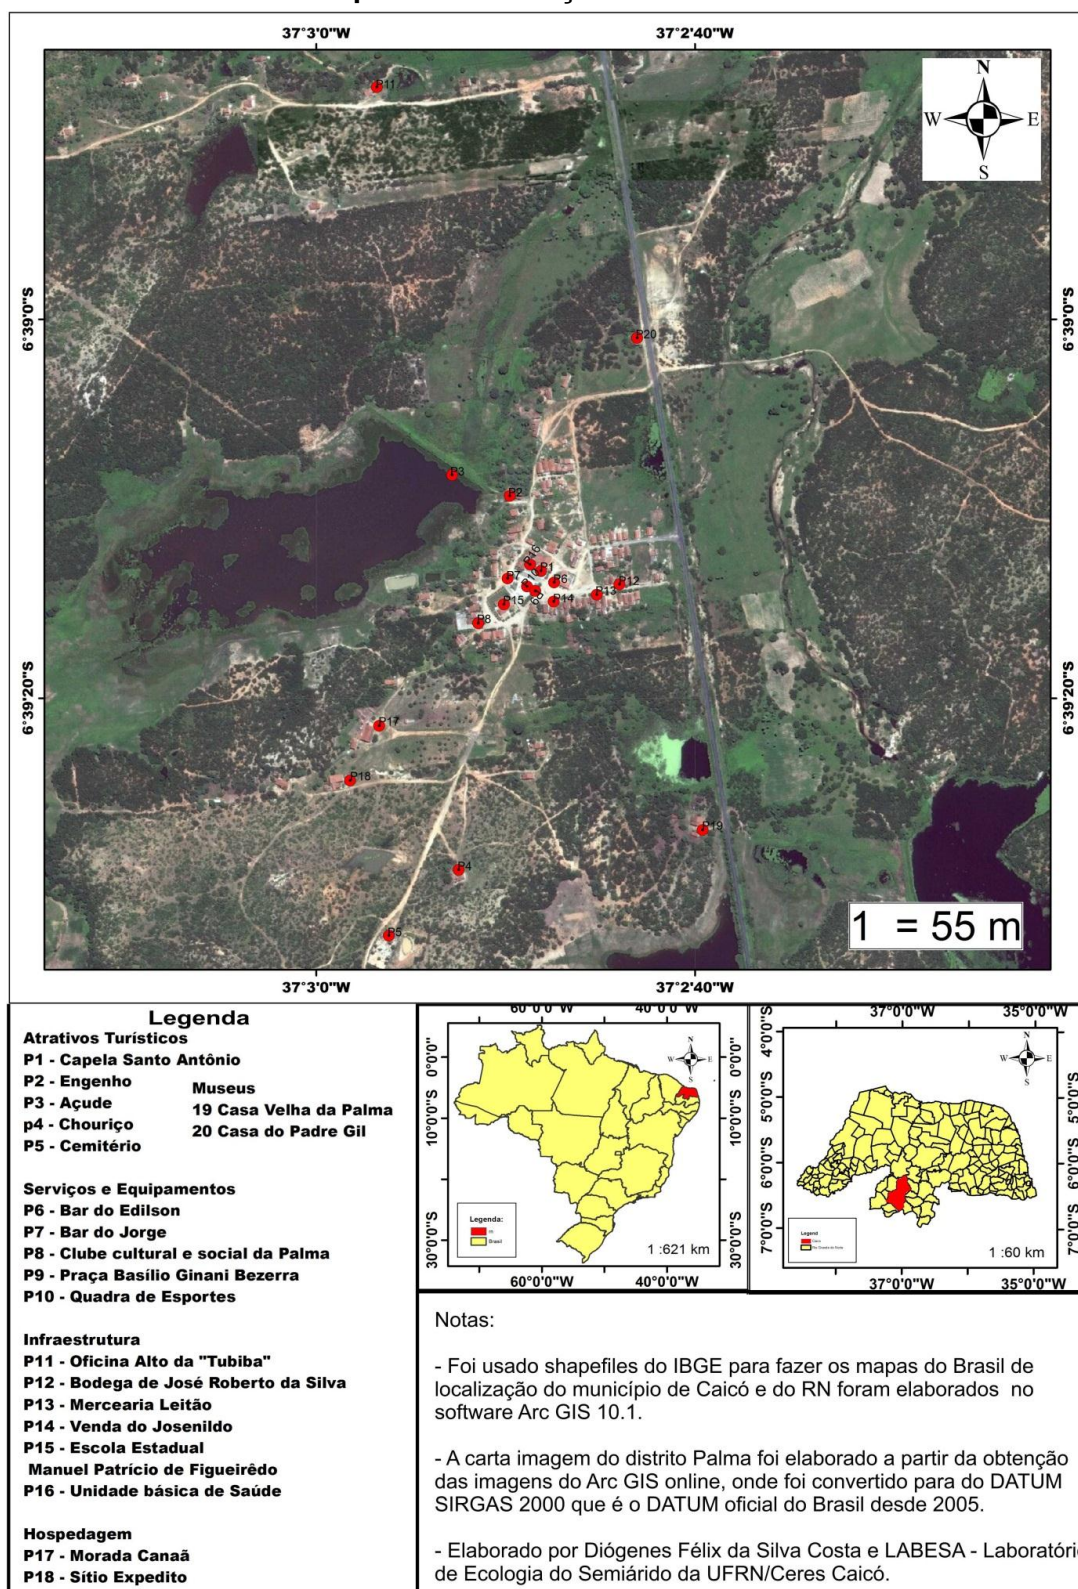 37°3'0"W 37°2'40"W
N
W E
S
P11
6°39'0"S 6°39'0"S
P20
P3
P2
P16
P1
P7
P6
P12
P13
P14
P15
P8
6°39'20"S 6°39'20"S
P17
P18
P19
P4
P5
1 = 55 m
37°3'0"W 37°2'40"W
Legenda
Atrativos Turísticos
P1 - Capela Santo Antônio
P2 - Engenho
P3 - Açude
p4 - Chouriço
P5 - Cemitério
Museus
19 Casa Velha da Palma
20 Casa do Padre Gil
Serviços e Equipamentos
P6 - Bar do Edilson
P7 - Bar do Jorge
P8 - Clube cultural e social da Palma
P9 - Praça Basílio Ginani Bezerra
P10 - Quadra de Esportes
Infraestrutura
P11 - Oficina Alto da "Tubiba"
P12 - Bodega de José Roberto da Silva
P13 - Mercearia Leitão
P14 - Venda do Josenildo
P15 - Escola Estadual
Manuel Patrício de Figueirêdo
P16 - Unidade básica de Saúde
Hospedagem
P17 - Morada Canaã
P18 - Sítio Expedito
60°0'0"W 40°0'0"W
0°0'0" 0°0'0"
N
W E
S
10°0'0"S 10°0'0"S
30°0'0"S 30°0'0"S
Legenda:
Brasil
1 :621 km
60°0'0"W 40°0'0"W
37°0'0"W 35°0'0"W
4°0'0"S
N
W E
S
5°0'0"S 5°0'0"S
6°0'0"S 6°0'0"S
7°0'0"S 7°0'0"S
Legend
Caico
Rio Grande do Norte
1 :60 km
37°0'0"W 35°0'0"W
Notas:
- Foi usado shapefiles do IBGE para fazer os mapas do Brasil de
localização do município de Caicó e do RN foram elaborados no
software Arc GIS 10.1.
- A carta imagem do distrito Palma foi elaborado a partir da obtenção
das imagens do Arc GIS online, onde foi convertido para do DATUM
SIRGAS 2000 que é o DATUM oficial do Brasil desde 2005.
- Elaborado por Diógenes Félix da Silva Costa e LABESA - Laboratóri
de Ecologia do Semiárido da UFRN/Ceres Caicó.